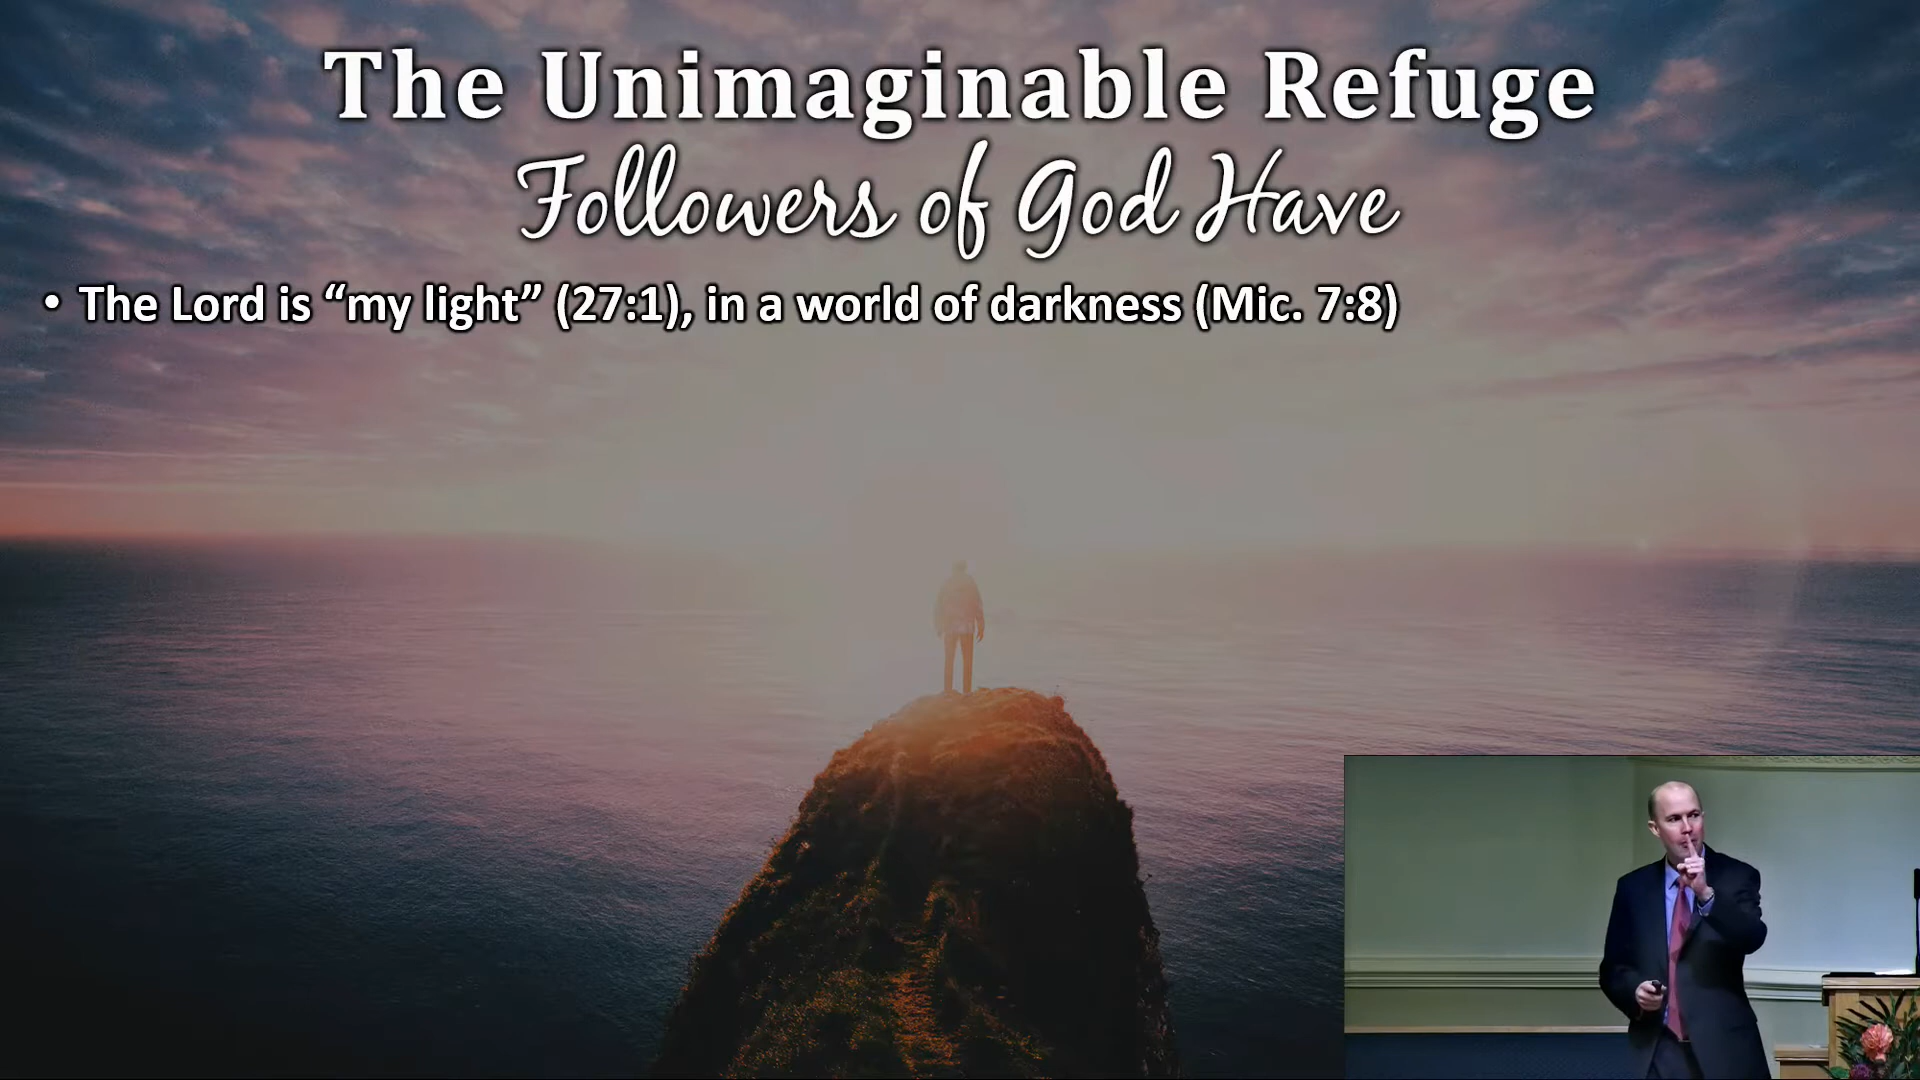 The Unimaginable Refuge
Followers of God Have
• The Lord is “my light” (27:1), in a world of darkness (Mic. 7:8)